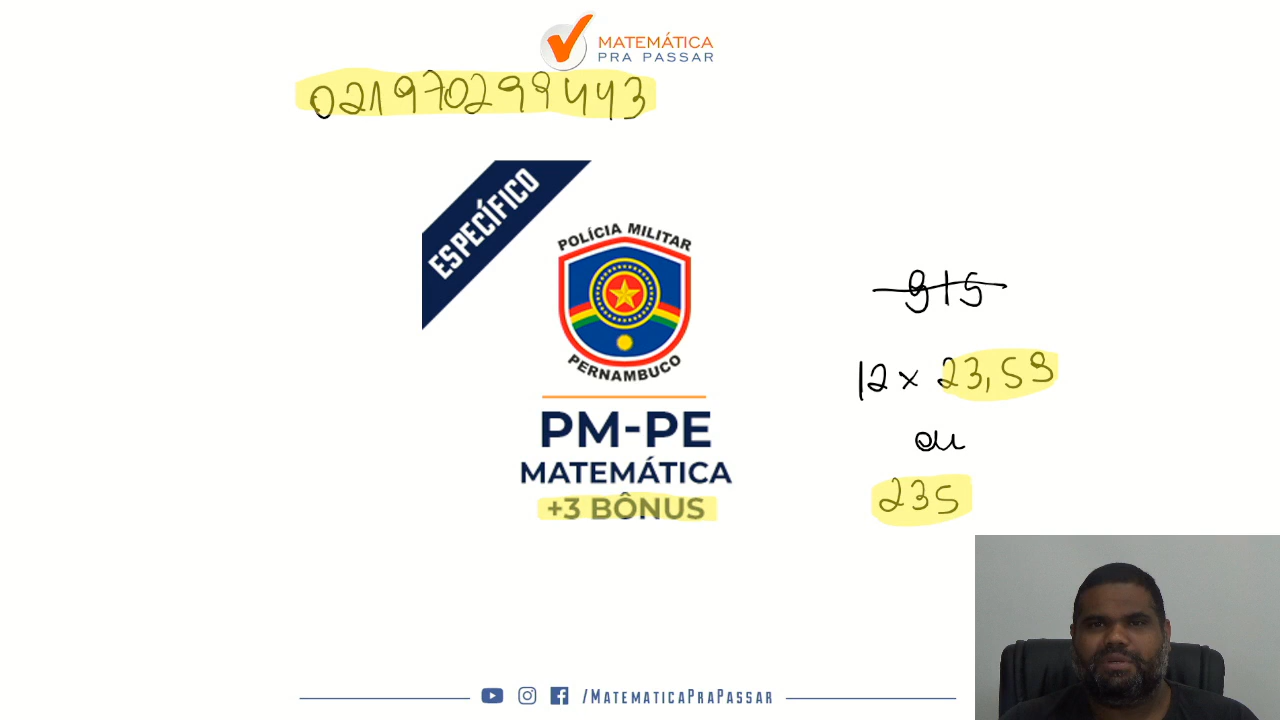 MATEMÁTICA
PRA PASSAR
021970299443
ESPECÍFICO
POLÍCIA MILITAR
PERNAMBUCO
PM-PE
MATEMÁTICA
+3 BÔNUS
915
12 x 23,59
ou
235
/MATEMATICAPRAPASSAR